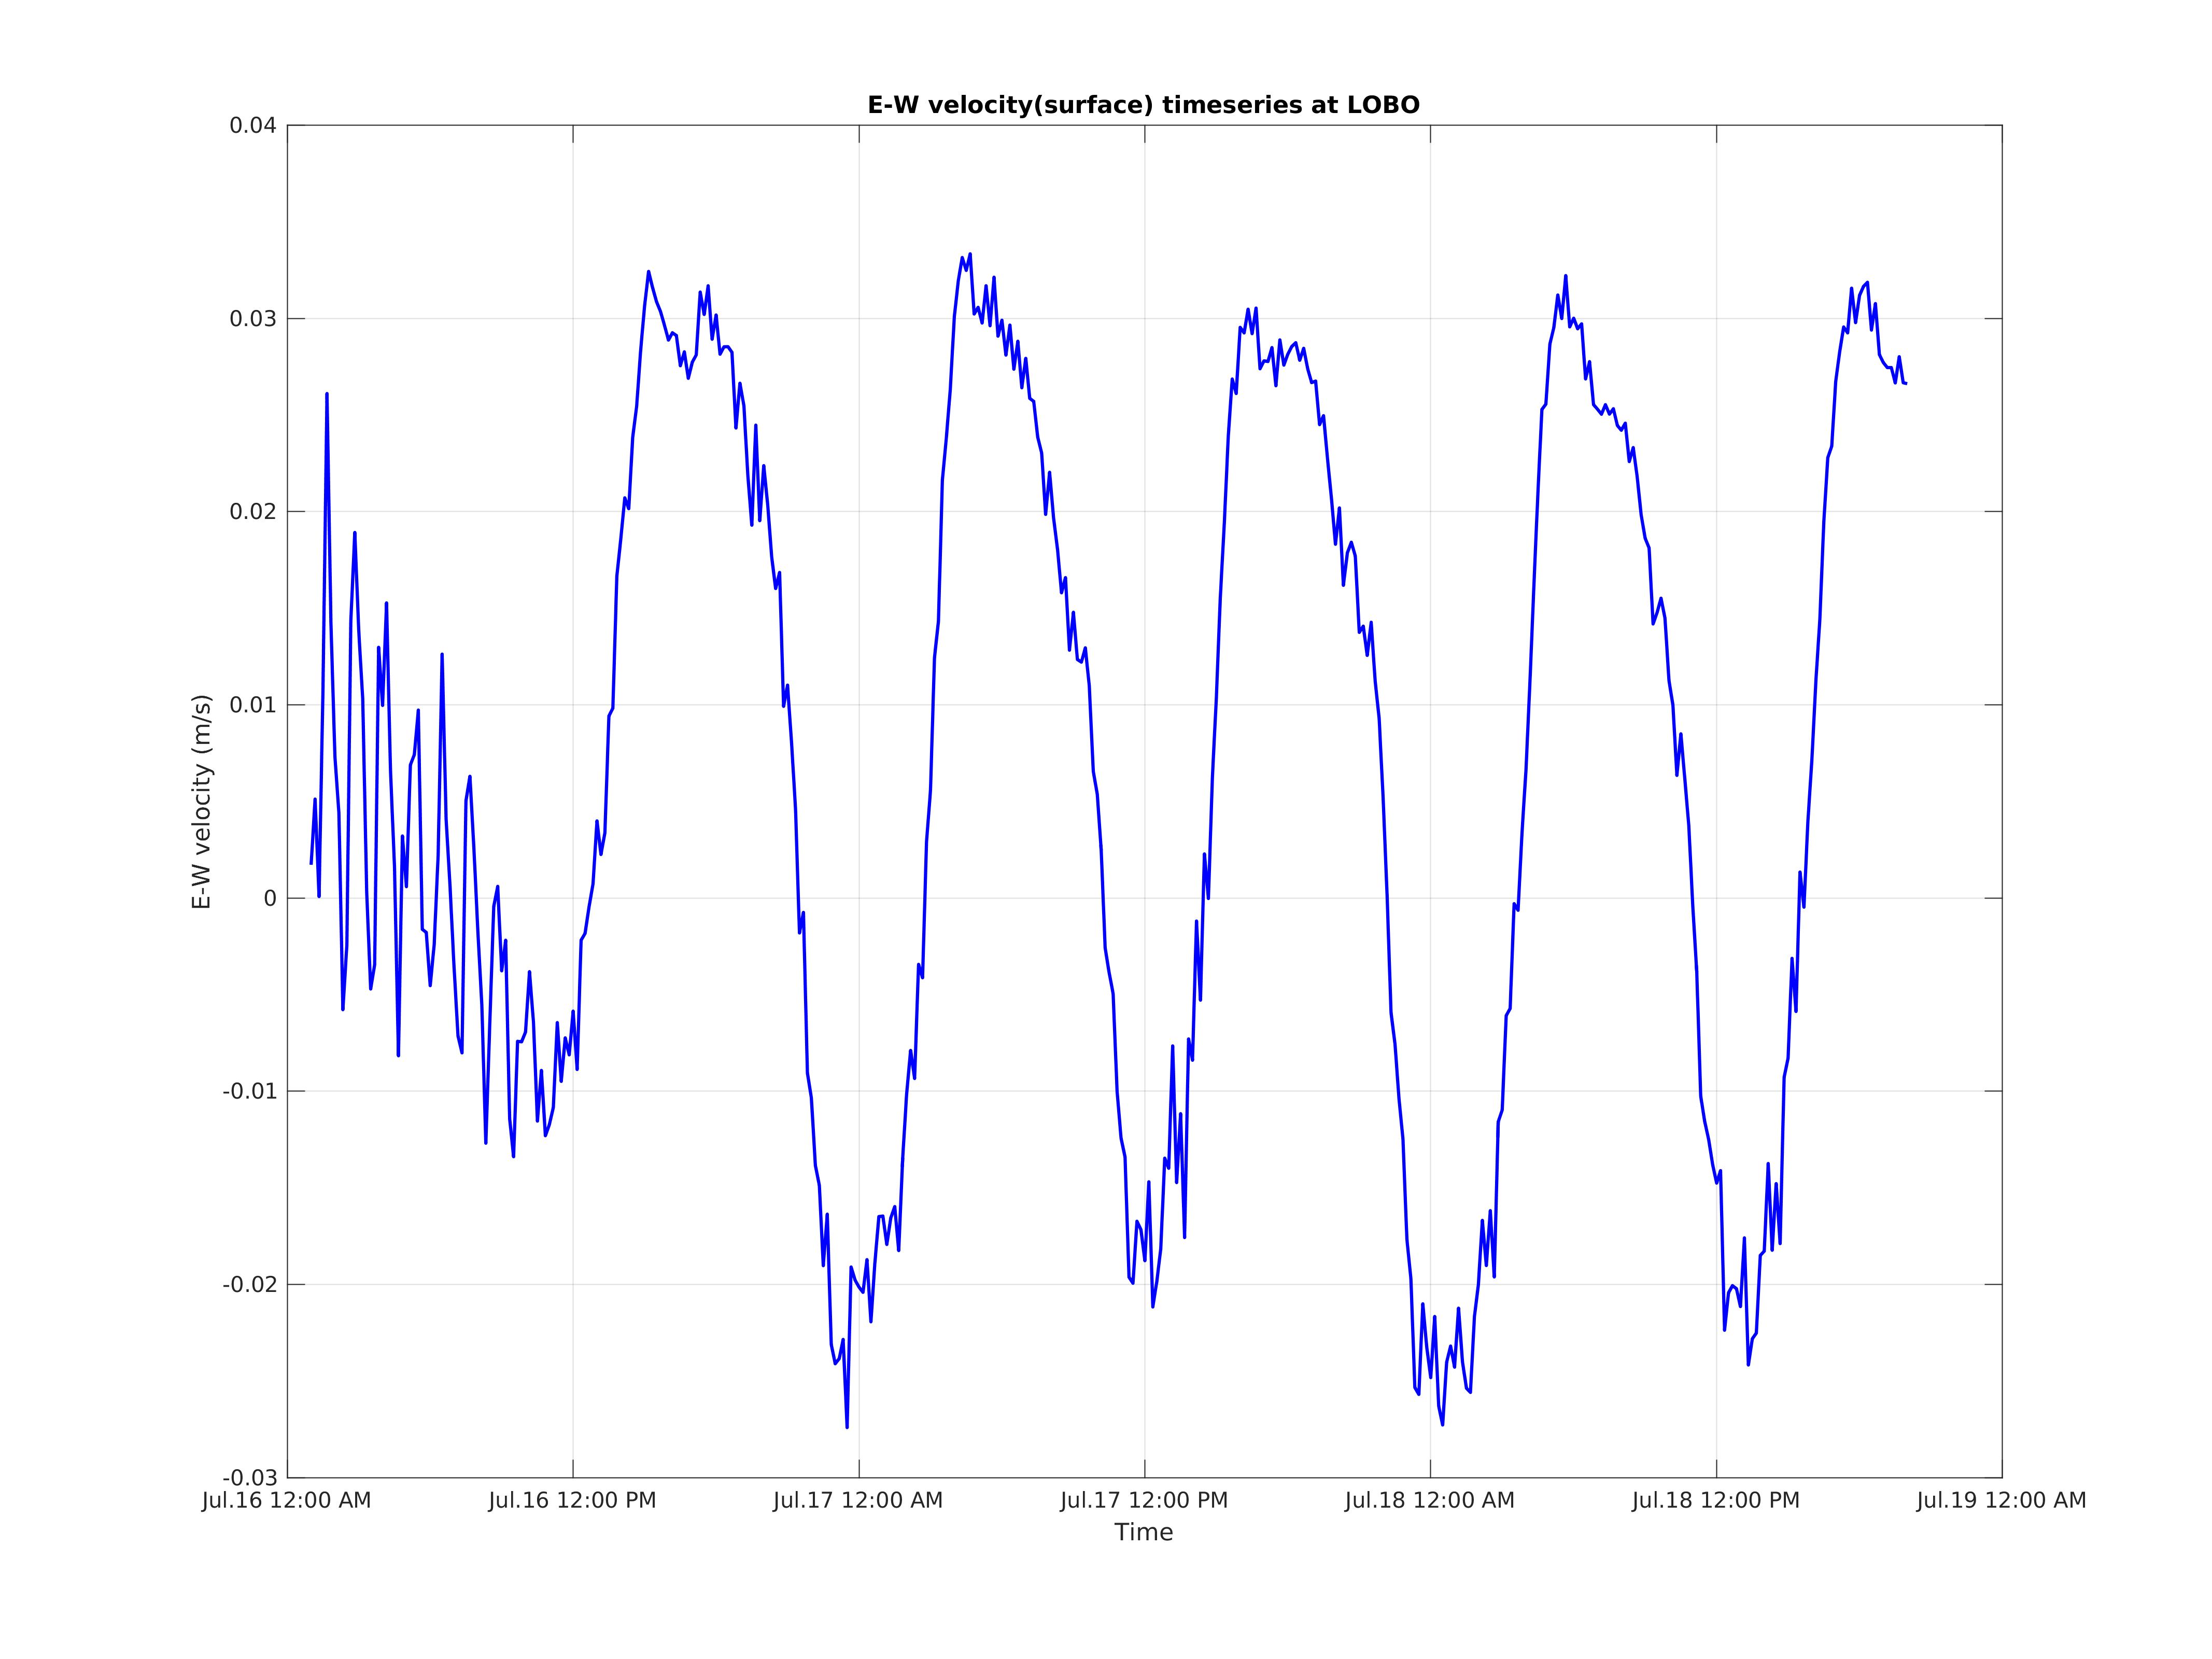 E-W velocity(surface) timeseries at LOBO
0.04
0.03
0.02
0.01
0
-0.01
-0.02
-0.03
E-W velocity (m/s)
Jul.16 12:00 AM Jul.16 12:00 PM Jul.17 12:00 AM Jul.17 12:00 PM Jul.18 12:00 AM Jul.18 12:00 PM Jul.19 12:00 AM
Time